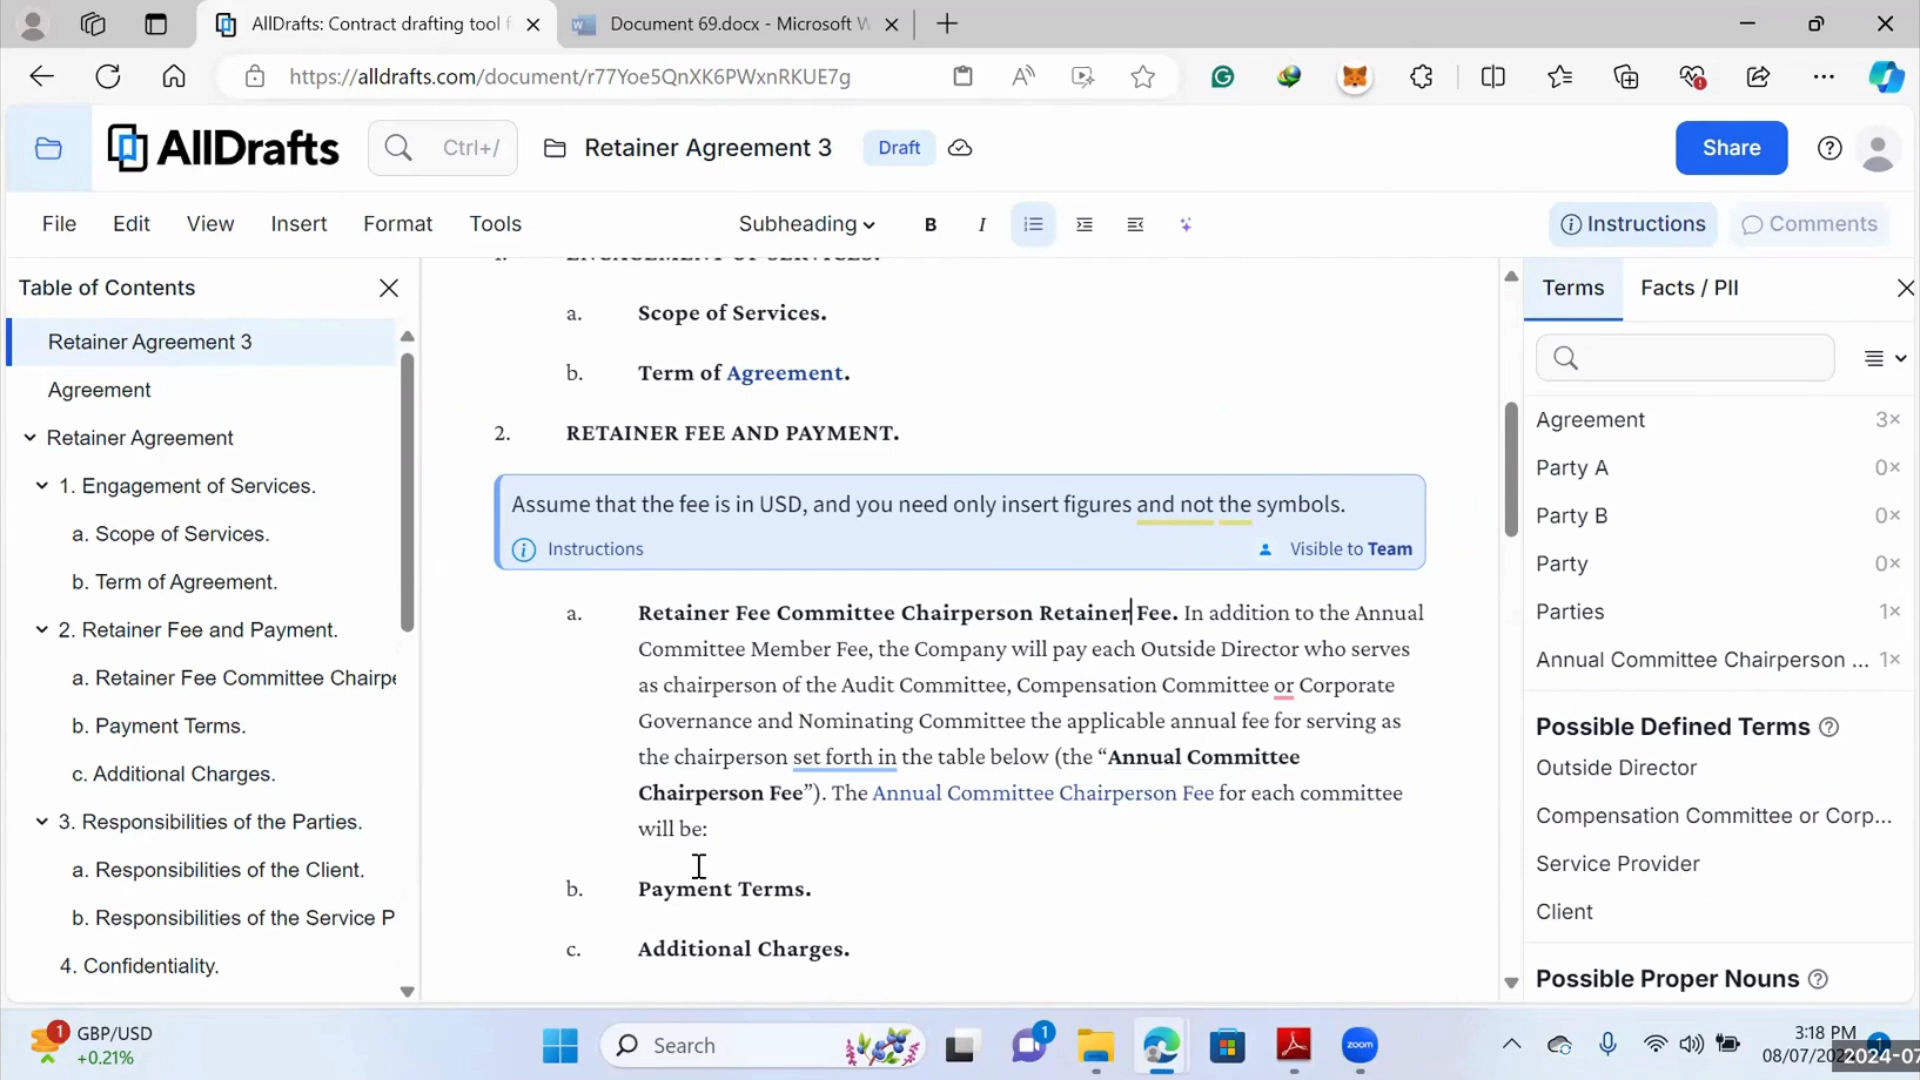 AllDrafts: Contract drafting tool f
Document 69.docx - Microsoft W
https://alldrafts.com/document/r77Yoe5QnXK6PWxnRKUE7g
AllDrafts
Ctrl+/
Retainer Agreement 3
Draft
Share
File
Edit
View
Insert
Format
Tools
Subheading
B
I
Instructions
Comments
Table of Contents
Retainer Agreement 3
Agreement
Retainer Agreement
1. Engagement of Services.
a. Scope of Services.
b. Term of Agreement.
2. Retainer Fee and Payment.
a. Retainer Fee Committee Chairpe
b. Payment Terms.
c. Additional Charges.
3. Responsibilities of the Parties.
a. Responsibilities of the Client.
b. Responsibilities of the Service P
4. Confidentiality.
1. ENGAGEMENT OF SERVICES.
a. Scope of Services.
b. Term of Agreement.
2. RETAINER FEE AND PAYMENT.
Assume that the fee is in USD, and you need only insert figures and not the symbols.
Instructions
Visible to Team
a. Retainer Fee Committee Chairperson Retainer Fee. In addition to the Annual
Committee Member Fee, the Company will pay each Outside Director who serves
as chairperson of the Audit Committee, Compensation Committee or Corporate
Governance and Nominating Committee the applicable annual fee for serving as
the chairperson set forth in the table below (the “Annual Committee
Chairperson Fee”). The Annual Committee Chairperson Fee for each committee
will be:
b. Payment Terms.
c. Additional Charges.
Terms
Facts / PII
Agreement 3×
Party A 0×
Party B 0×
Party 0×
Parties 1×
Annual Committee Chairperson ... 1×
Possible Defined Terms
Outside Director
Compensation Committee or Corp...
Service Provider
Client
Possible Proper Nouns
1
GBP/USD
+0.21%
Search
1
zoom
3:18 PM
08/07/20
2024-07